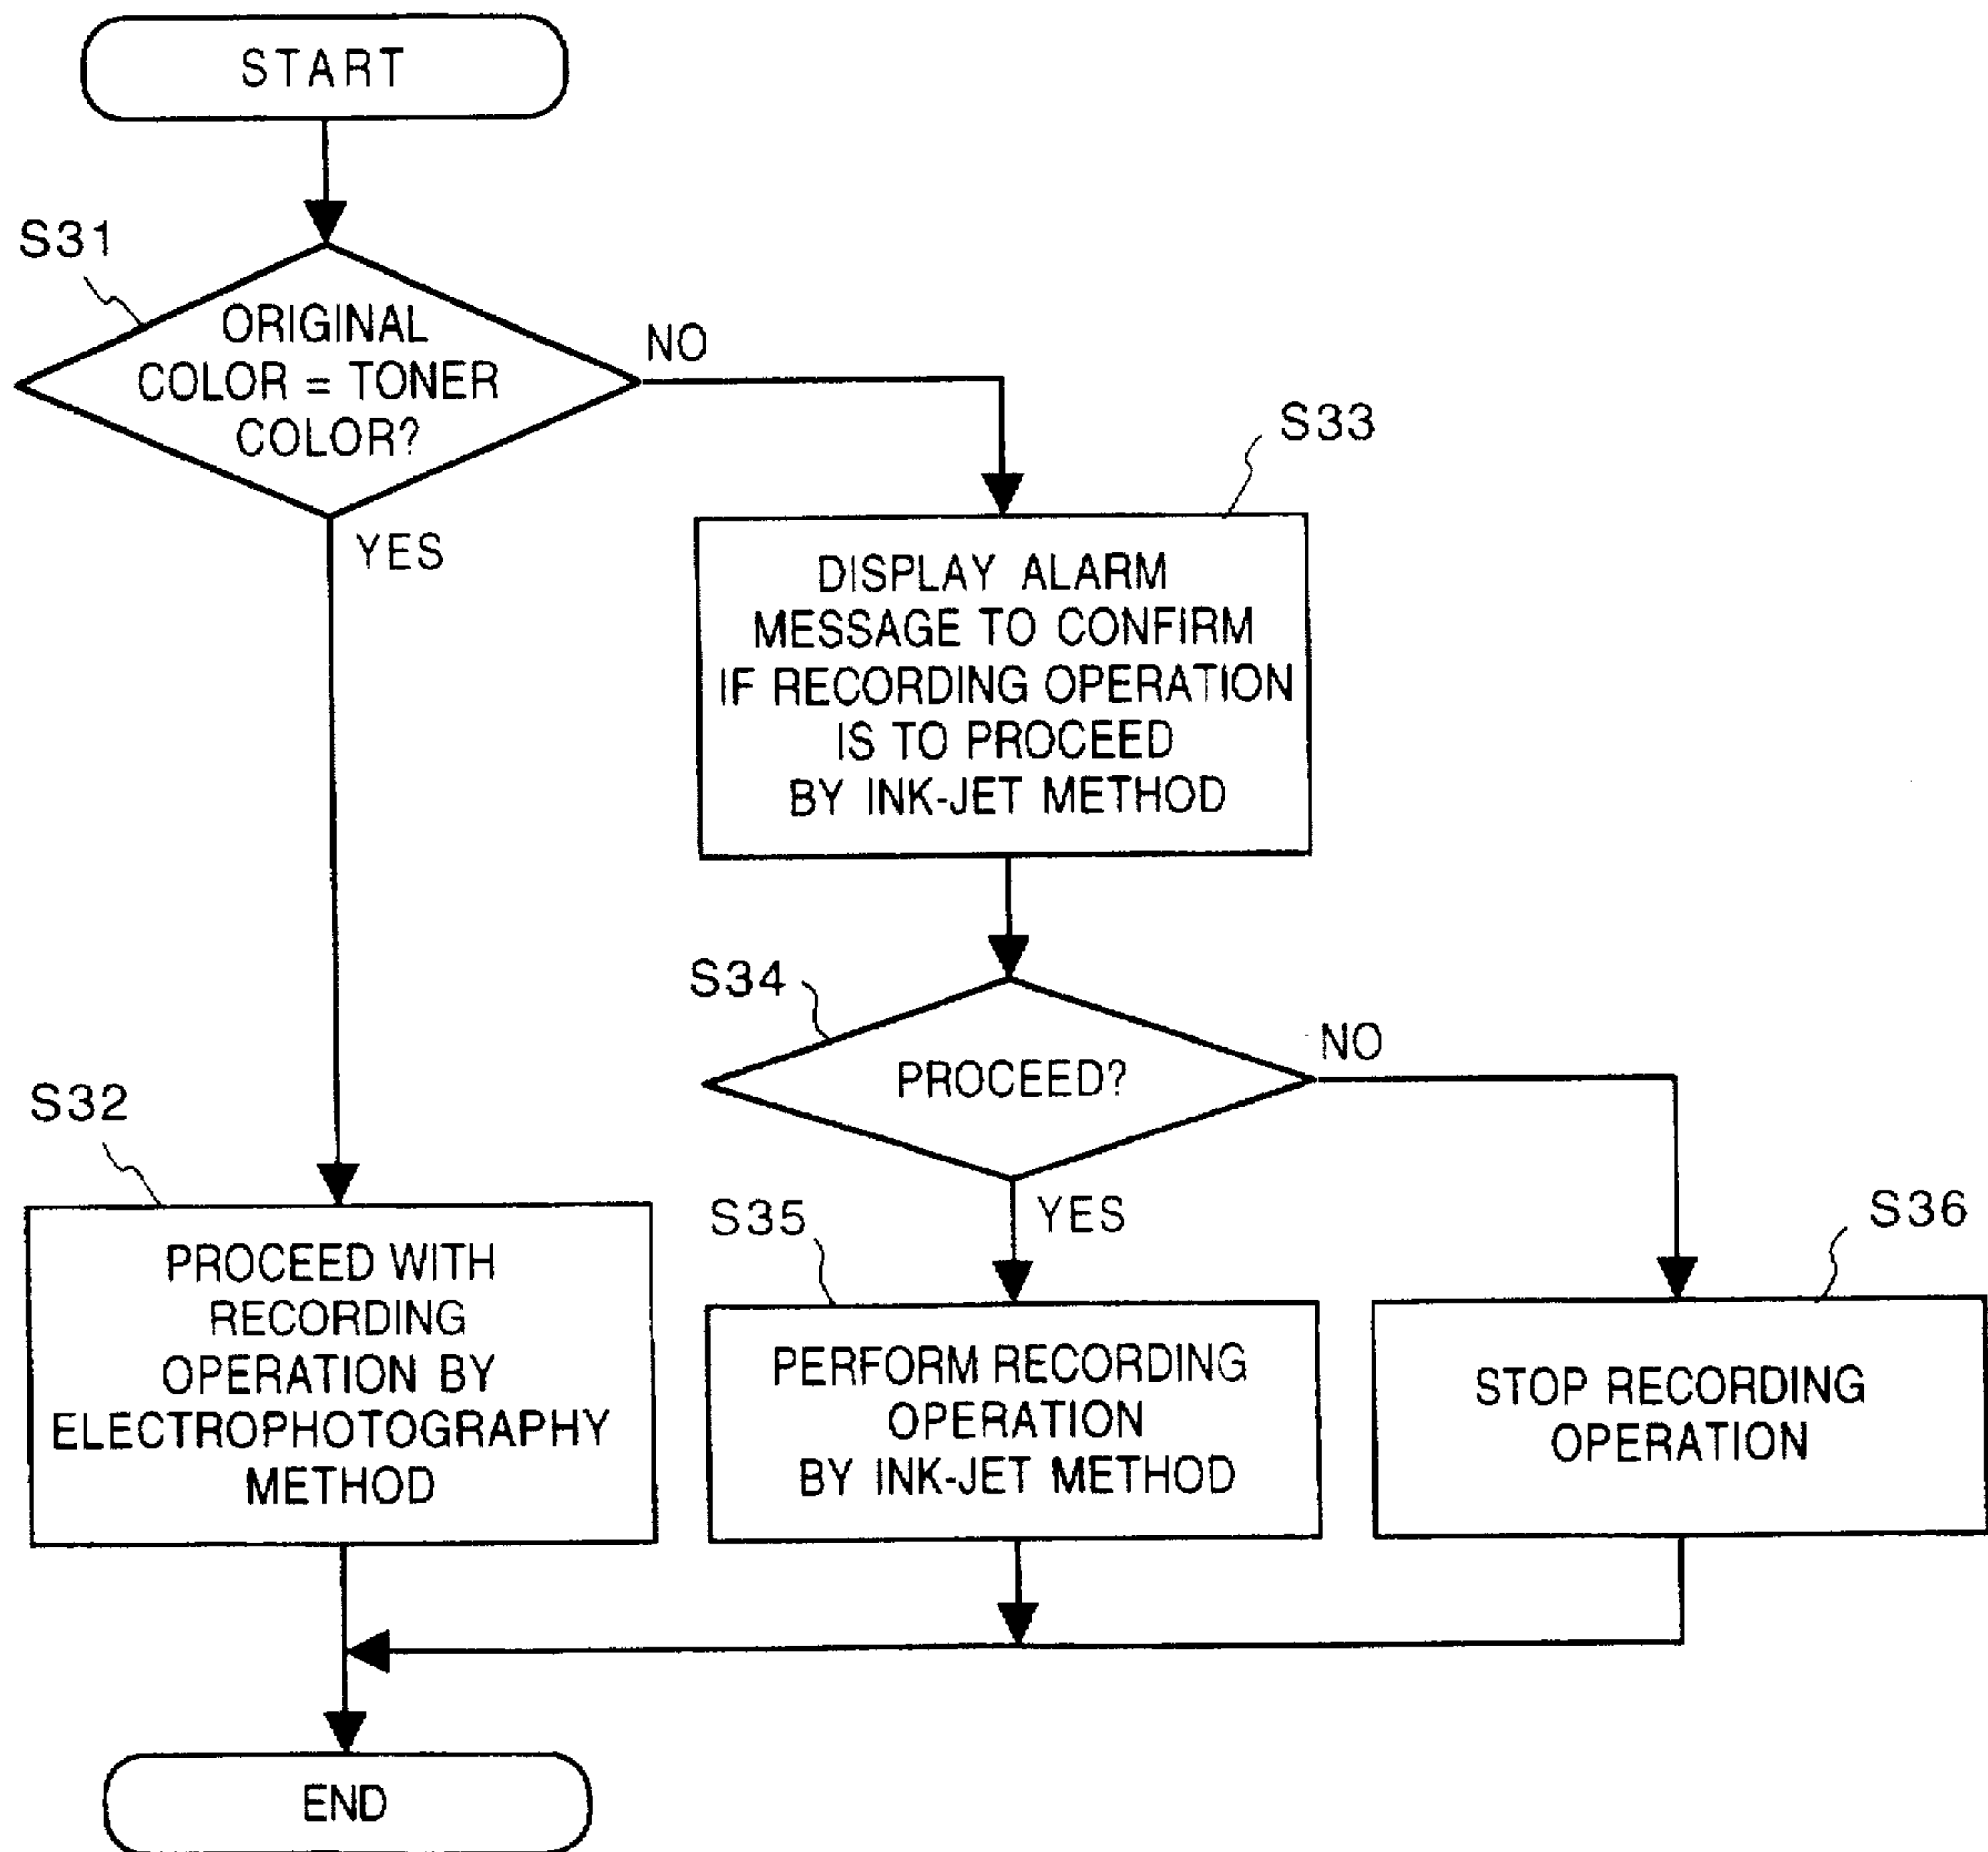 START
S31
ORIGINAL
COLOR = TONER
COLOR?
NO
YES
S33
DISPLAY ALARM
MESSAGE TO CONFIRM
IF RECORDING OPERATION
IS TO PROCEED
BY INK-JET METHOD
S34
PROCEED?
NO
YES
S32
PROCEED WITH
RECORDING
OPERATION BY
ELECTROPHOTOGRAPHY
METHOD
S35
PERFORM RECORDING
OPERATION
BY INK-JET METHOD
S36
STOP RECORDING
OPERATION
END